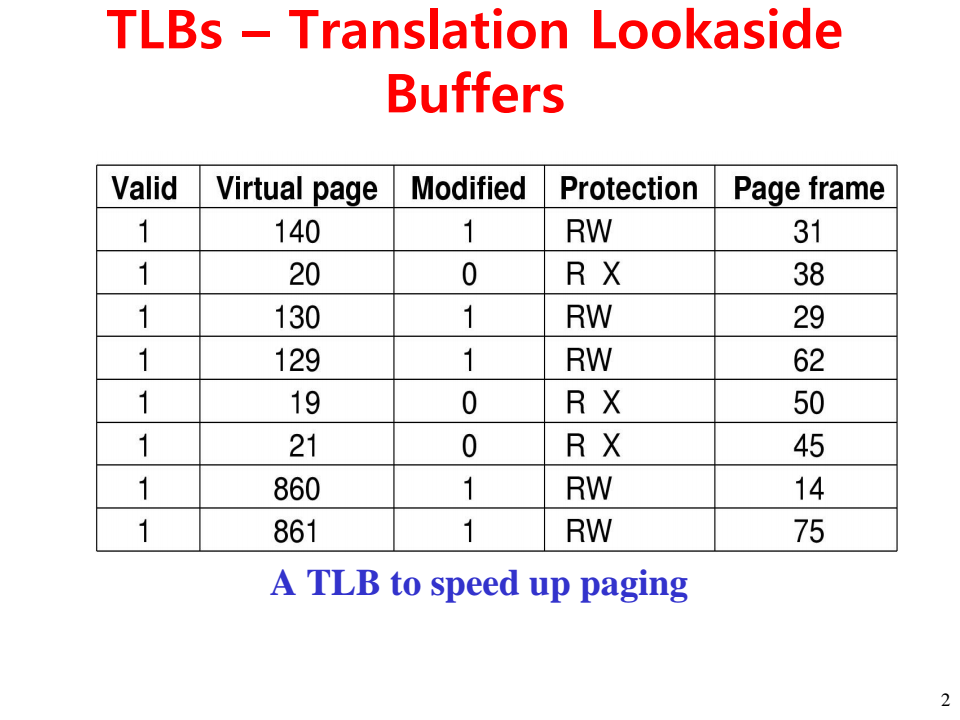 TLBs – Translation Lookaside
Buffers
Valid Virtual page Modified Protection Page frame
1 140 1 RW 31
1 20 0 R X 38
1 130 1 RW 29
1 129 1 RW 62
1 19 0 R X 50
1 21 0 R X 45
1 860 1 RW 14
1 861 1 RW 75
A TLB to speed up paging
2